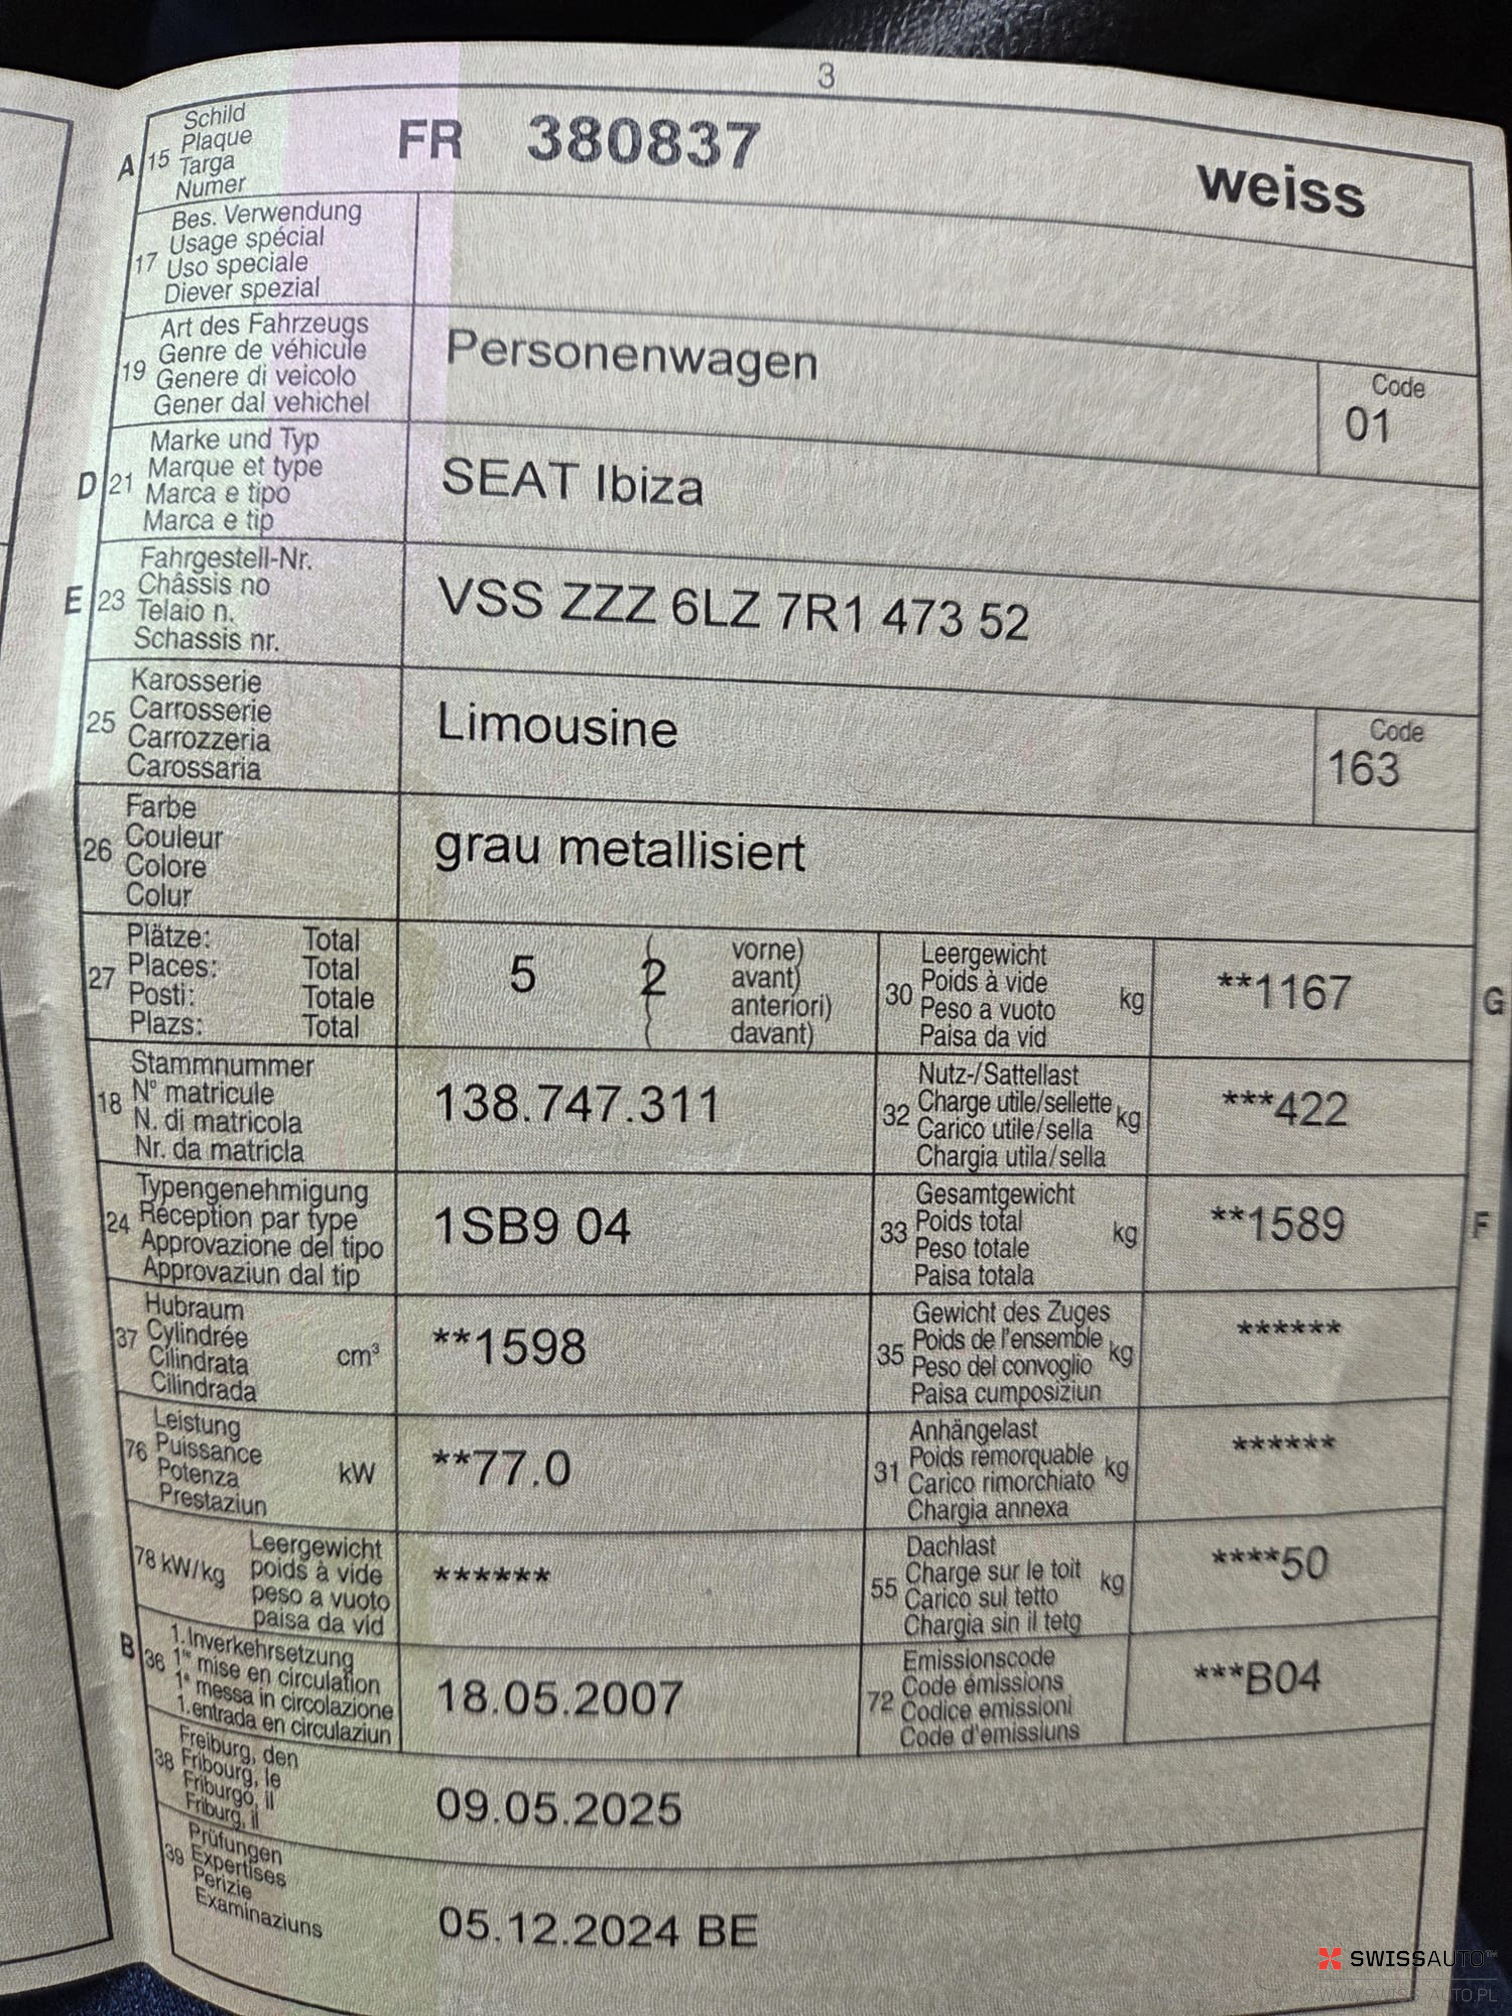 3
A 15 Schild
Plaque
Targa
Numer
FR 380837 weiss
17 Bes. Verwendung
Usage spécial
Uso speciale
Diever spezial
19 Art des Fahrzeugs
Genre de véhicule
Genere di veicolo
Gener dal vehichel
Personenwagen
Code
01
D 21 Marke und Typ
Marque et type
Marca e tipo
Marca e tip
SEAT Ibiza
E 23 Fahrgestell-Nr.
Châssis no
Telaio n.
Schassis nr.
VSS ZZZ 6LZ 7R1 473 52
25 Karosserie
Carrosserie
Carrozzeria
Carossaria
Limousine
Code
163
26 Farbe
Couleur
Colore
Colur
grau metallisiert
27 Plätze: Total
Places: Total
Posti: Totale
Plazs: Total
5 2
vorne)
avant)
anteriori)
davant)
30 Leergewicht
Poids à vide
Peso a vuoto
Paisa da vid
kg
**1167
G
18 Stammnummer
N° matricule
N. di matricola
Nr. da matricla
138.747.311
32 Nutz-/Sattellast
Charge utile/sellette
Carico utile/sella
Chargia utila/sella
kg
***422
24 Typengenehmigung
Réception par type
Approvazione del tipo
Approvaziun dal tip
1SB9 04
33 Gesamtgewicht
Poids total
Peso totale
Paisa totala
kg
**1589
F
37 Hubraum
Cylindrée
Cilindrata
Cilindrada
cm³
**1598
35 Gewicht des Zuges
Poids de l'ensemble
Peso del convoglio
Paisa cumposiziun
kg
******
76 Leistung
Puissance
Potenza
Prestaziun
kW
**77.0
31 Anhängelast
Poids remorquable
Carico rimorchiato
Chargia annexa
kg
******
78 kW/kg Leergewicht
poids à vide
peso a vuoto
paisa da vid
******
55 Dachlast
Charge sur le toit
Carico sul tetto
Chargia sin il tetg
kg
****50
B 36 1.Inverkehrsetzung
1re mise en circulation
1a messa in circolazione
1.entrada en circulaziun
18.05.2007
72 Emissionscode
Code émissions
Codice emissioni
Code d'emissiuns
***B04
38 Freiburg, den
Fribourg, le
Friburgo, il
Friburg, il
09.05.2025
39 Prüfungen
Expertises
Perizie
Examinaziuns
05.12.2024 BE
SWISSAUTO™
WWW.SWISSAUTO.PL